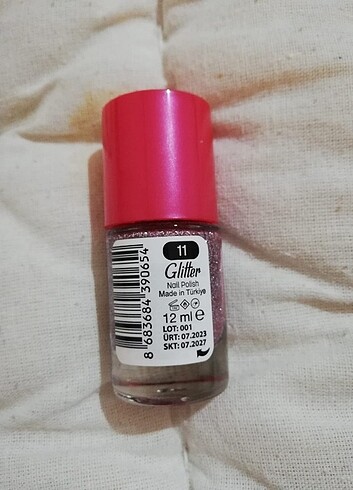 11
Glitter
Nail Polish
Made in Türkiye
12 ml e
LOT: 001
ÜRT: 07.2023
SKT: 07.2027
8 683684 390654